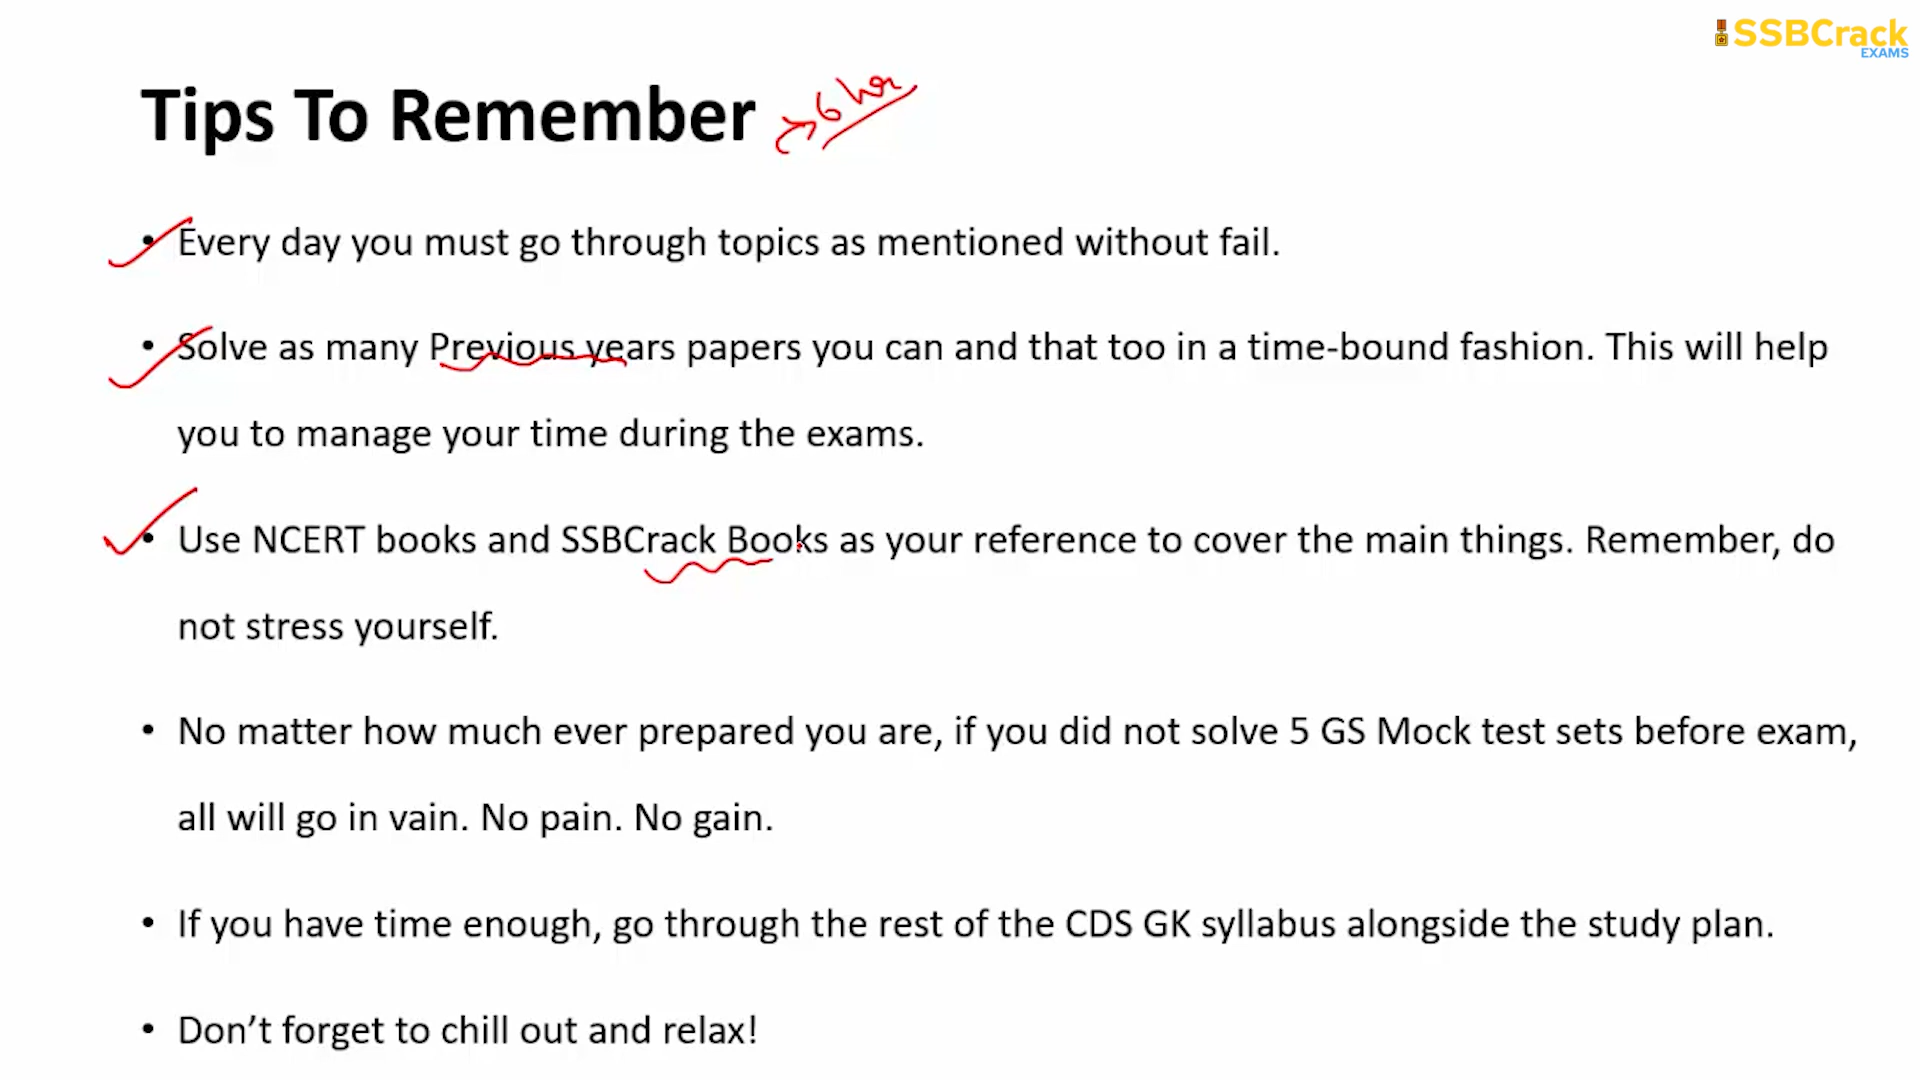 SSBCrack
EXAMS
Tips To Remember → 6 hr
• Every day you must go through topics as mentioned without fail.
• Solve as many Previous years papers you can and that too in a time-bound fashion. This will help
you to manage your time during the exams.
• Use NCERT books and SSBCrack Books as your reference to cover the main things. Remember, do
not stress yourself.
• No matter how much ever prepared you are, if you did not solve 5 GS Mock test sets before exam,
all will go in vain. No pain. No gain.
• If you have time enough, go through the rest of the CDS GK syllabus alongside the study plan.
• Don’t forget to chill out and relax!